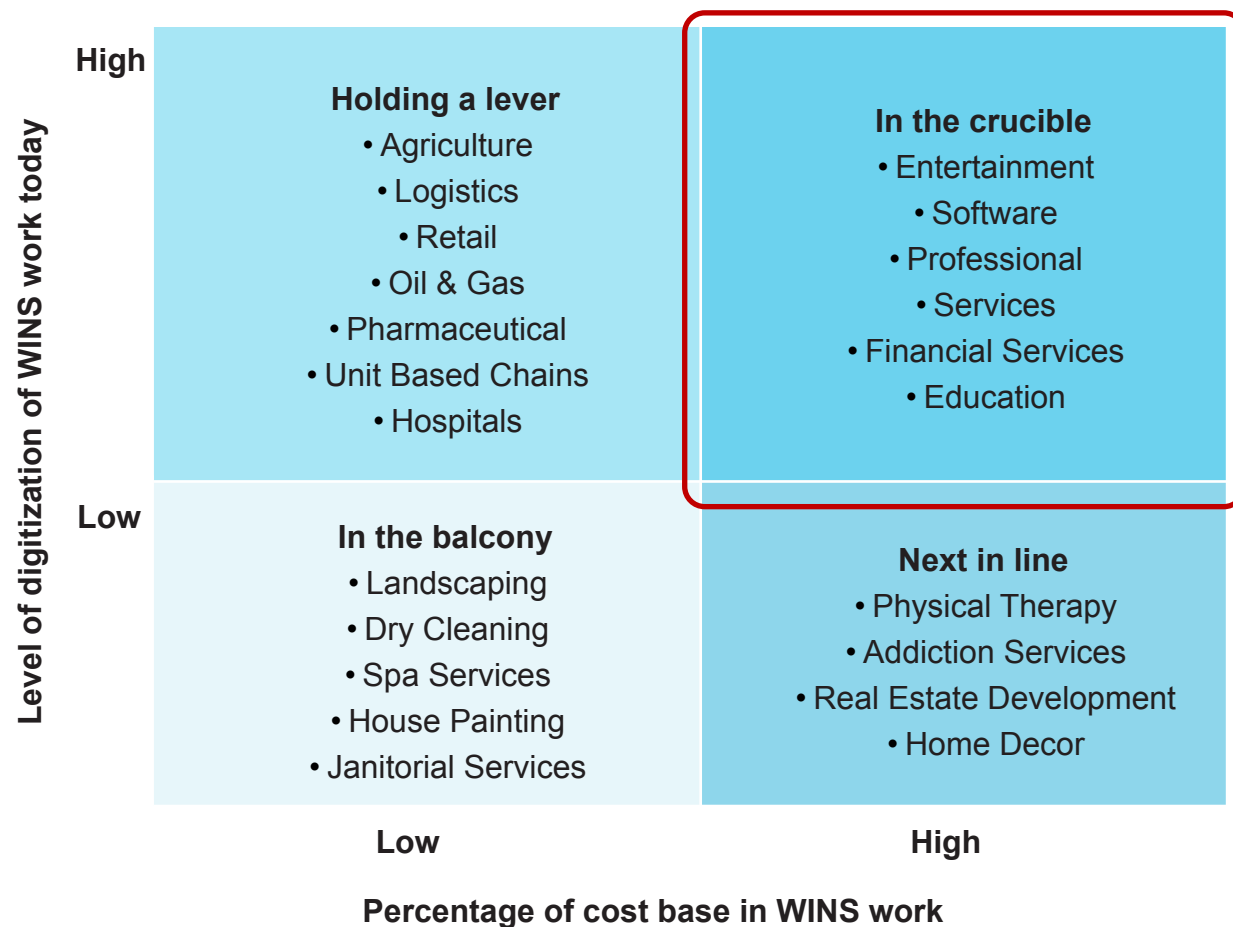 Level of digitization of WINS work today
High
Holding a lever
• Agriculture
• Logistics
• Retail
• Oil & Gas
• Pharmaceutical
• Unit Based Chains
• Hospitals
In the crucible
• Entertainment
• Software
• Professional
• Services
• Financial Services
• Education
Low
In the balcony
• Landscaping
• Dry Cleaning
• Spa Services
• House Painting
• Janitorial Services
Next in line
• Physical Therapy
• Addiction Services
• Real Estate Development
• Home Decor
Low
High
Percentage of cost base in WINS work